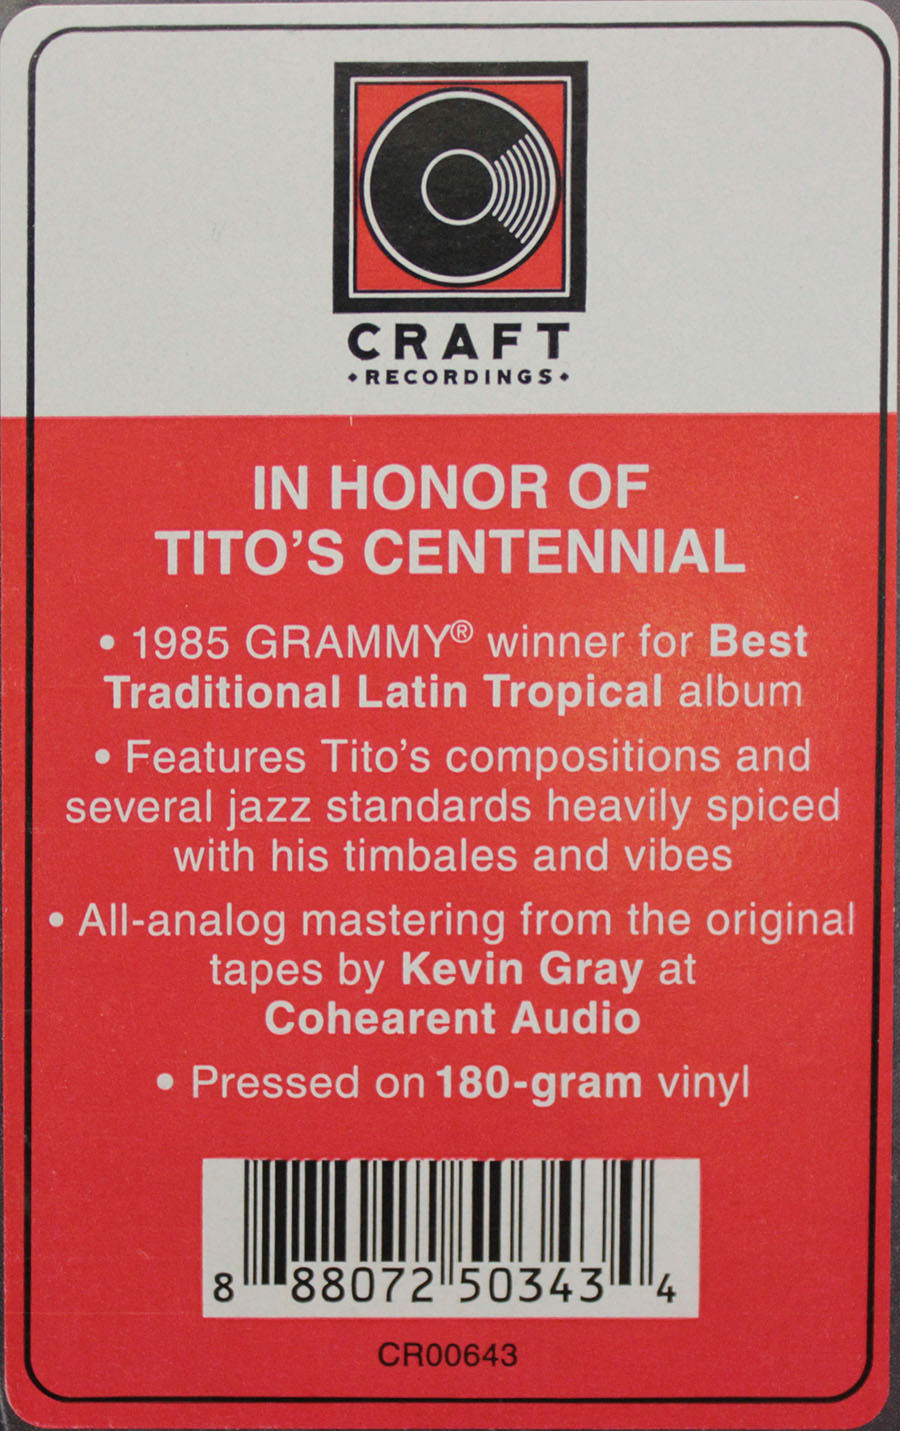 CRAFT
•RECORDINGS•
IN HONOR OF
TITO’S CENTENNIAL
• 1985 GRAMMY® winner for Best
Traditional Latin Tropical album
• Features Tito’s compositions and
several jazz standards heavily spiced
with his timbales and vibes
• All-analog mastering from the original
tapes by Kevin Gray at
Cohearent Audio
• Pressed on 180-gram vinyl
8 88072 50343 4
CR00643